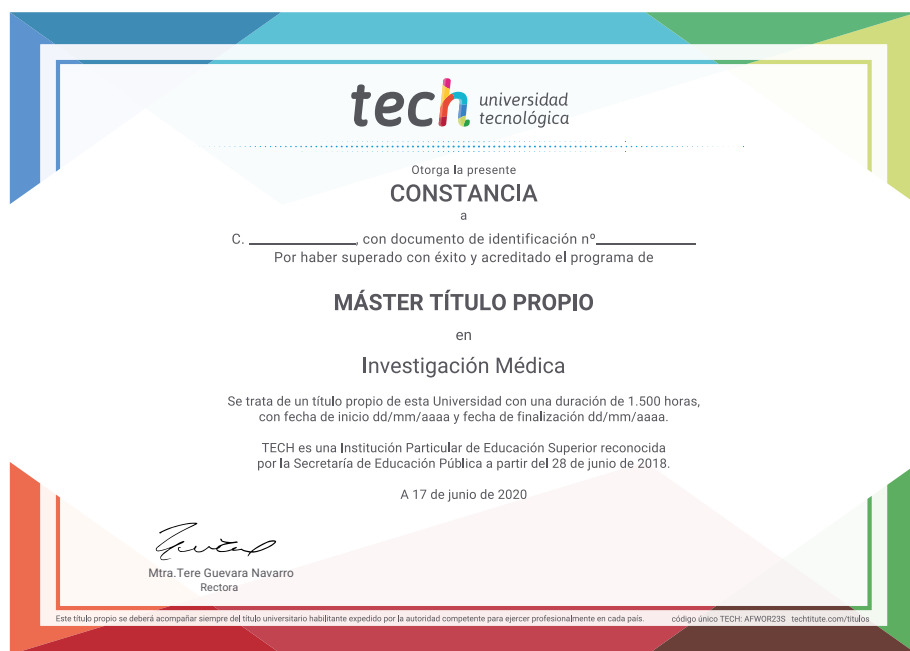 tech universidad
tecnológica
Otorga la presente
CONSTANCIA
a
C. ____________, con documento de identificación nº____________
Por haber superado con éxito y acreditado el programa de
MÁSTER TÍTULO PROPIO
en
Investigación Médica
Se trata de un título propio de esta Universidad con una duración de 1.500 horas,
con fecha de inicio dd/mm/aaaa y fecha de finalización dd/mm/aaaa.
TECH es una Institución Particular de Educación Superior reconocida
por la Secretaría de Educación Pública a partir del 28 de junio de 2018.
A 17 de junio de 2020
Mtra.Tere Guevara Navarro
Rectora
Este título propio se deberá acompañar siempre del título universitario habilitante expedido por la autoridad competente para ejercer profesionalmente en cada país. código único TECH: AFWOR23S techtitute.com/titulos